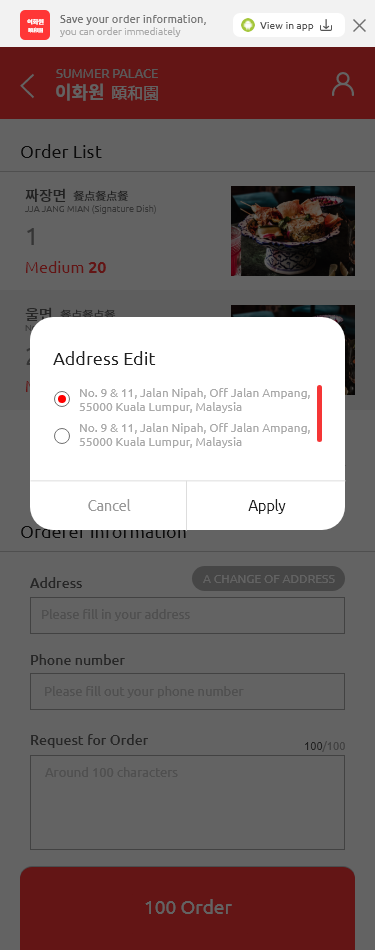 이화원
頤和園
Save your order information,
you can order immediately
View in app
SUMMER PALACE
이화원 頤和園
Order List
짜장면 餐点餐点餐
JJA JANG MIAN (Signature Dish)
1
Medium 20
울면 餐点餐点餐
Address Edit
No. 9 & 11, Jalan Nipah, Off Jalan Ampang,
55000 Kuala Lumpur, Malaysia
No. 9 & 11, Jalan Nipah, Off Jalan Ampang,
55000 Kuala Lumpur, Malaysia
Cancel
Apply
Orderer Information
Address
A CHANGE OF ADDRESS
Please fill in your address
Phone number
Please fill out your phone number
Request for Order
100/100
Around 100 characters
100 Order